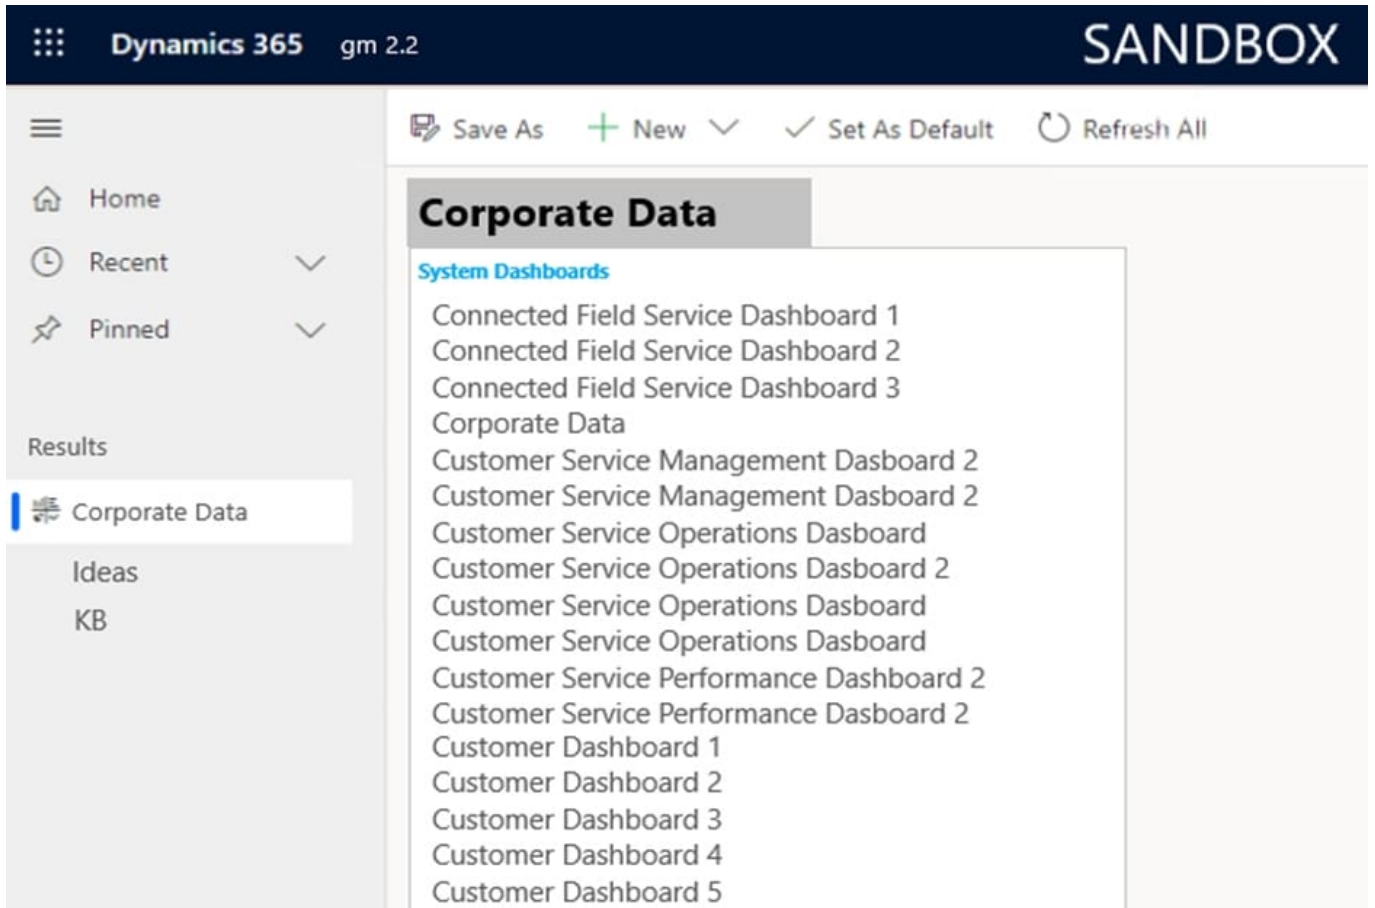 Dynamics 365 gm 2.2 SANDBOX
Save As New Set As Default Refresh All
Home
Recent
Pinned
Results
Corporate Data
Ideas
KB
Corporate Data
System Dashboards
Connected Field Service Dashboard 1
Connected Field Service Dashboard 2
Connected Field Service Dashboard 3
Corporate Data
Customer Service Management Dasboard 2
Customer Service Management Dasboard 2
Customer Service Operations Dasboard
Customer Service Operations Dasboard 2
Customer Service Operations Dasboard
Customer Service Operations Dasboard
Customer Service Performance Dashboard 2
Customer Service Performance Dasboard 2
Customer Dashboard 1
Customer Dashboard 2
Customer Dashboard 3
Customer Dashboard 4
Customer Dashboard 5